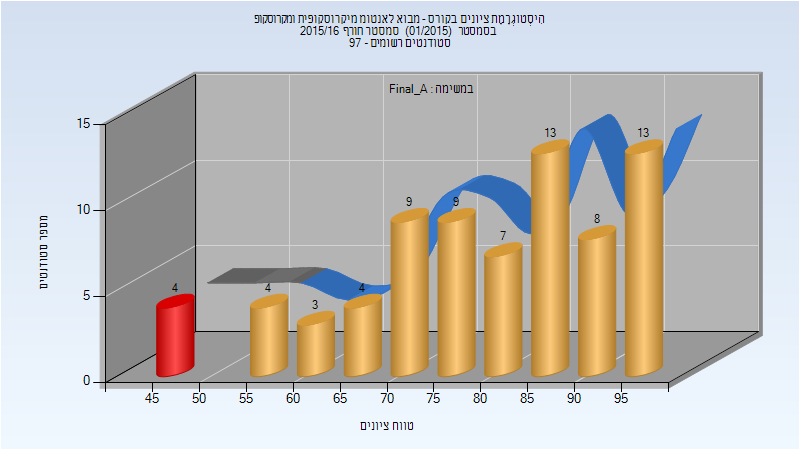 היסטוגרמת ציונים בקורס - מבוא לאנטומ מיקרוסקופית ומקרוסקופ
בסמסטר (01/2015) סמסטר חורף 2015/16
סטודנטים רשומים - 97
במשימה : Final_A
15
10
5
0
מספר סטודנטים
4
4
3
4
9
9
7
13
8
13
45 50 55 60 65 70 75 80 85 90 95
טווח ציונים